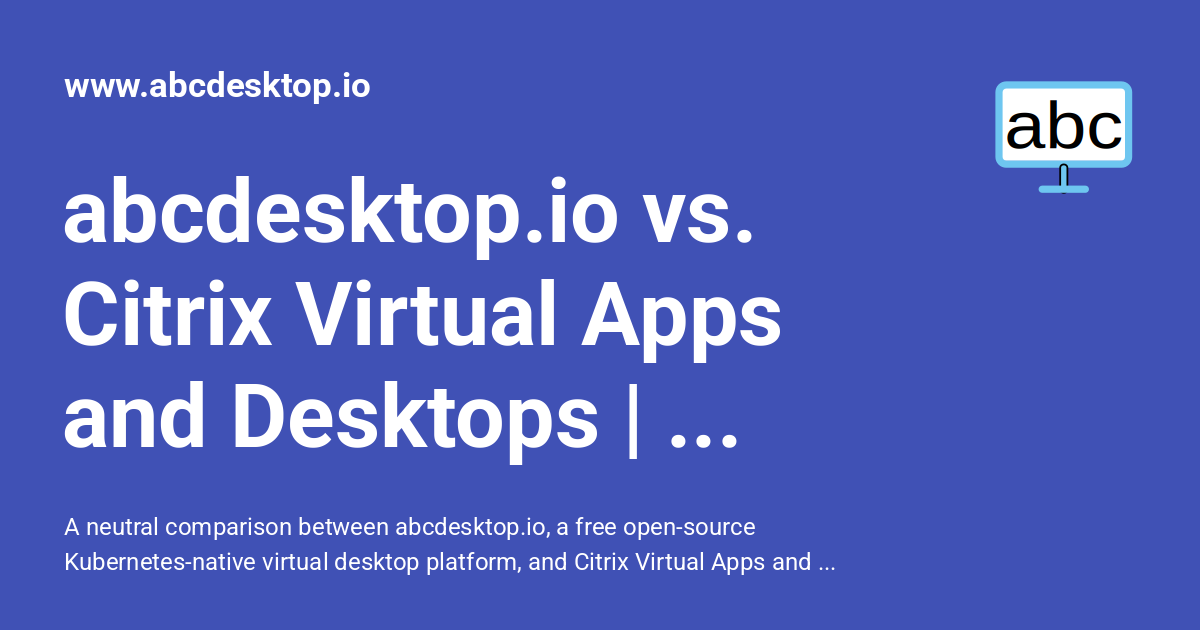 www.abcdesktop.io
abc
abcdesktop.io vs.
Citrix Virtual Apps
and Desktops | ...
A neutral comparison between abcdesktop.io, a free open-source
Kubernetes-native virtual desktop platform, and Citrix Virtual Apps and ...